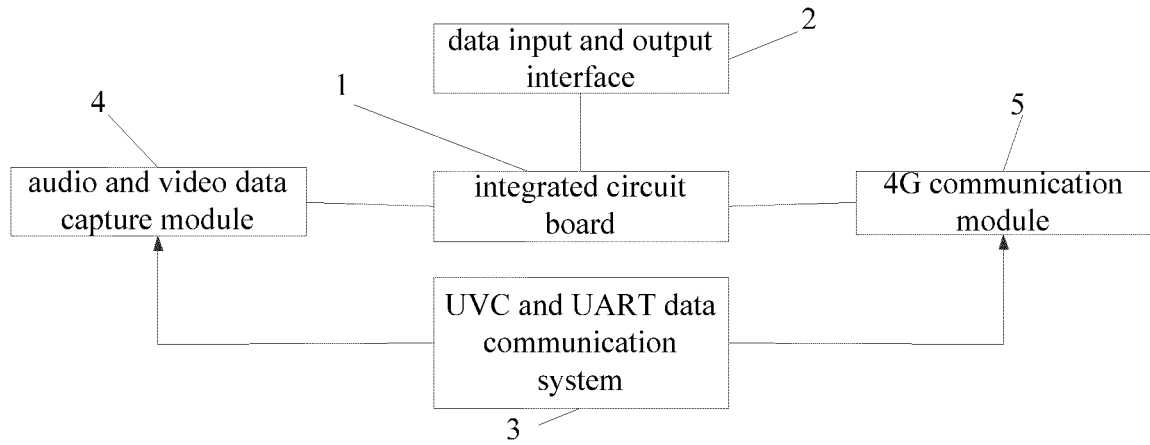 2
data input and output
interface
1
4
5
audio and video data
capture module
integrated circuit
board
4G communication
module
UVC and UART data
communication
system
3